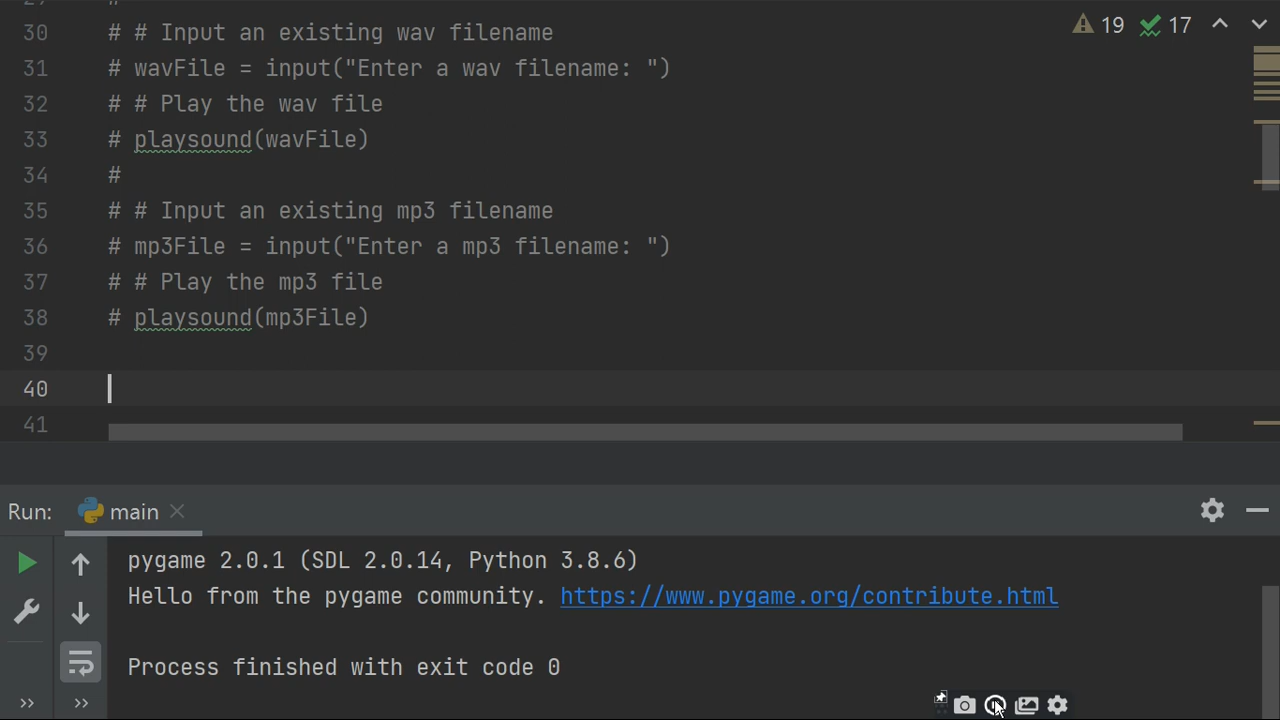 30 # # Input an existing wav filename
31 # wavFile = input("Enter a wav filename: ")
32 # # Play the wav file
33 # playsound(wavFile)
34 #
35 # # Input an existing mp3 filename
36 # mp3File = input("Enter a mp3 filename: ")
37 # # Play the mp3 file
38 # playsound(mp3File)
39
40
41
19 17
Run: main
pygame 2.0.1 (SDL 2.0.14, Python 3.8.6)
Hello from the pygame community. https://www.pygame.org/contribute.html
Process finished with exit code 0